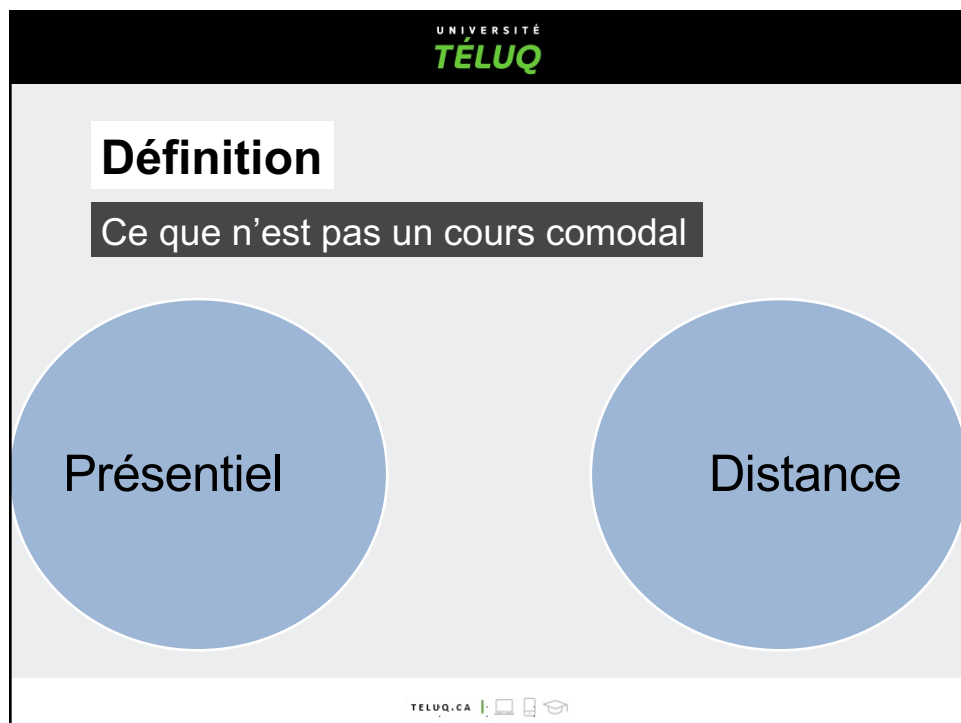 UNIVERSITÉ
TÉLUQ
Définition
Ce que n’est pas un cours comodal
Présentiel
Distance
TELUQ.CA